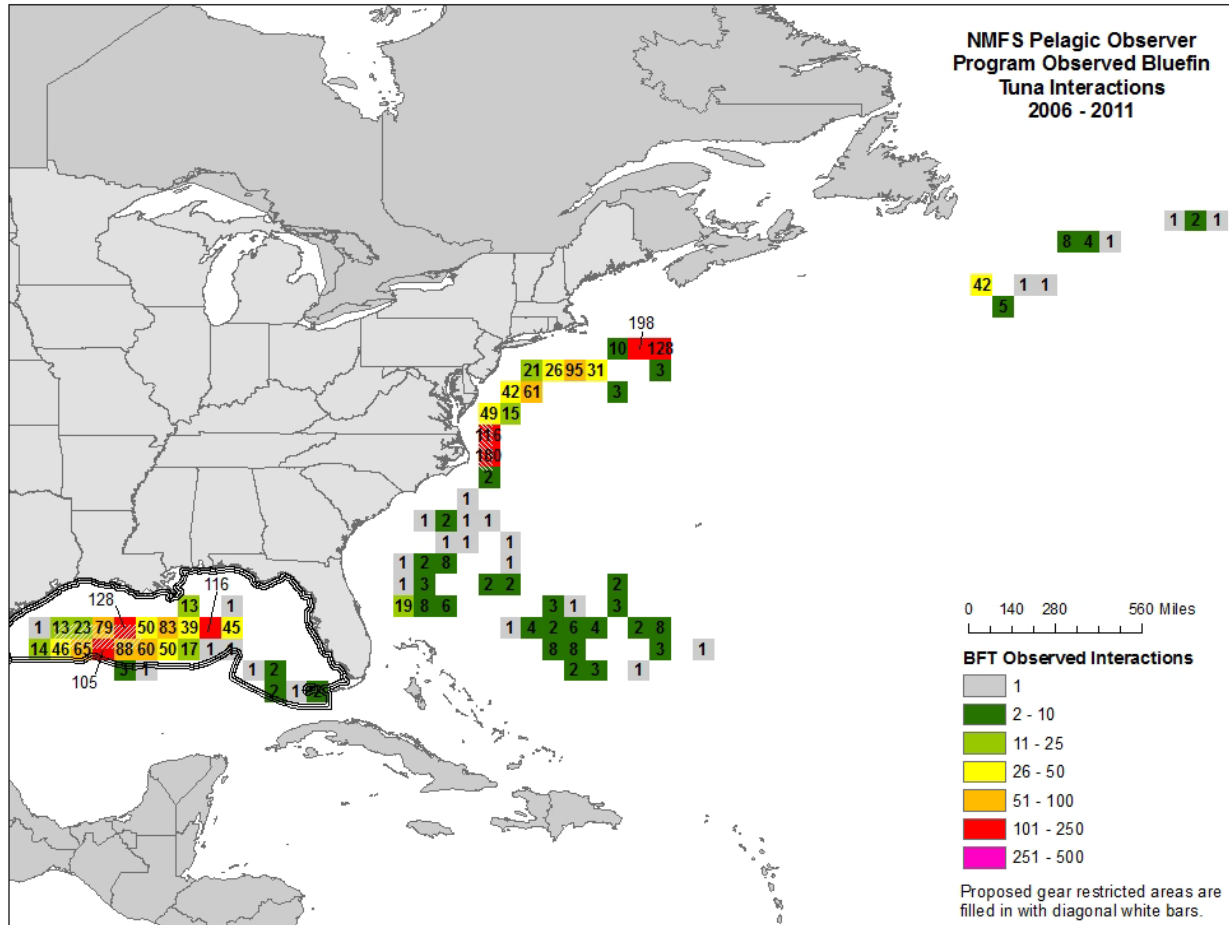 NMFS Pelagic Observer
Program Observed Bluefin
Tuna Interactions
2006 - 2011
1 2 1
8 4 1
42 1 1
5
198
10 128
21 26 95 31 3
42 61 3
49 15
116
180
2
1
1 2 1 1
1 1 1
1 2 8 1
1 3 2 2 2
116
128
13 1 19 8 6 3 1 3
1 13 23 79 50 83 39 45 1 4 2 6 4 2 8
14 46 65 88 60 50 17 1 8 8 3 1
105
3 1 1 2 2 3 1
2 1
0 140 280 560 Miles
BFT Observed Interactions
1
2 - 10
11 - 25
26 - 50
51 - 100
101 - 250
251 - 500
Proposed gear restricted areas are
filled in with diagonal white bars.